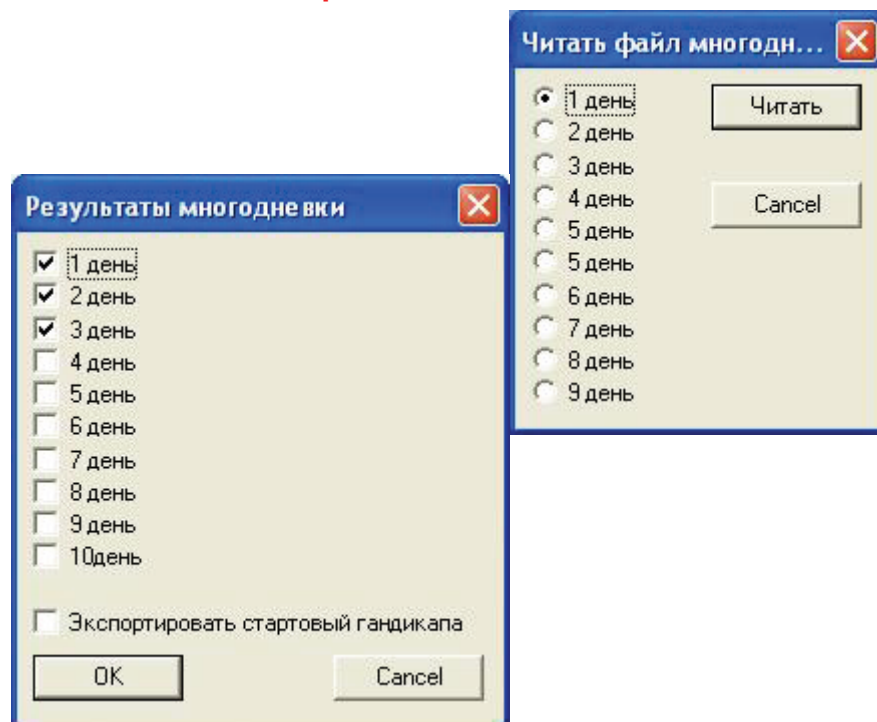 Читать файл многодн...
1 день
Читать
2 день
3 день
4 день
Cancel
5 день
5 день
6 день
7 день
8 день
9 день
Результаты многодневки
1 день
2 день
3 день
4 день
5 день
6 день
7 день
8 день
9 день
10день
Экспортировать стартовый гандикапа
OK
Cancel